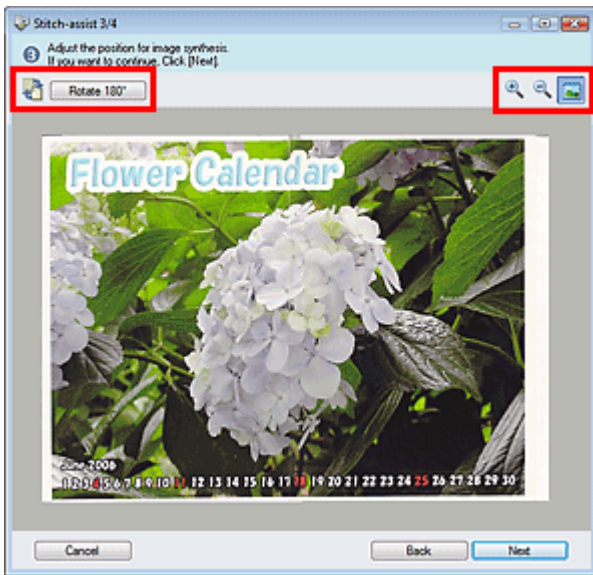 Stitch-assist 3/4
3 Adjust the position for image synthesis.
If you want to continue, Click [Next].
Rotate 180°
Flower Calendar
June 2006
1 2 3 4 5 6 7 8 9 10 11 12 13 14 15 16 17 18 19 20 21 22 23 24 25 26 27 28 29 30
Cancel
Back
Next